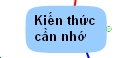 Kiến thức
cần nhớ